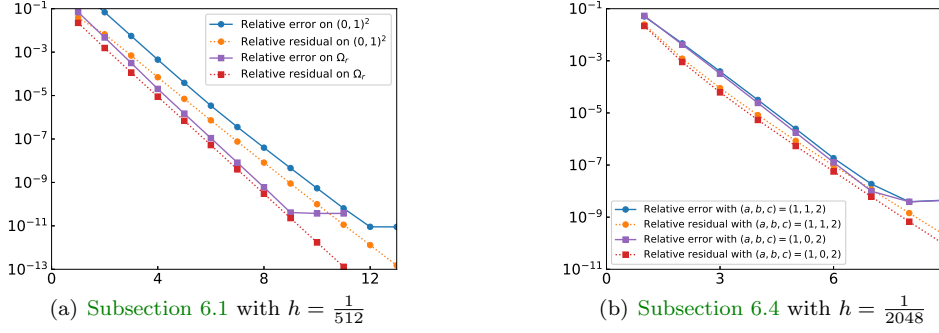 10^{-1}
10^{-3}
10^{-5}
10^{-7}
10^{-9}
10^{-11}
10^{-13}
0 4 8 12
Relative error on (0, 1)^2
Relative residual on (0, 1)^2
Relative error on Ω_r
Relative residual on Ω_r
(a) Subsection 6.1 with h = 1/512
10^{-1}
10^{-3}
10^{-5}
10^{-7}
10^{-9}
10^{-11}
0 3 6
Relative error with (a, b, c) = (1, 1, 2)
Relative residual with (a, b, c) = (1, 1, 2)
Relative error with (a, b, c) = (1, 0, 2)
Relative residual with (a, b, c) = (1, 0, 2)
(b) Subsection 6.4 with h = 1/2048